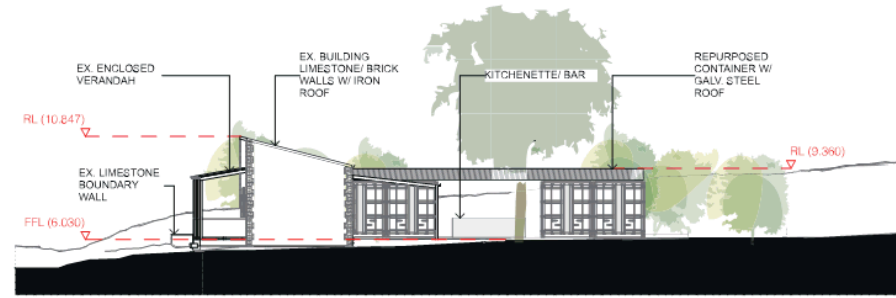 EX. ENCLOSED
VERANDAH
EX. BUILDING
LIMESTONE/ BRICK
WALLS W/ IRON
ROOF
KITCHENETTE/ BAR
REPURPOSED
CONTAINER W/
GALV. STEEL
ROOF
RL (10.847)
RL (9.360)
EX. LIMESTONE
BOUNDARY
WALL
FFL (6.030)